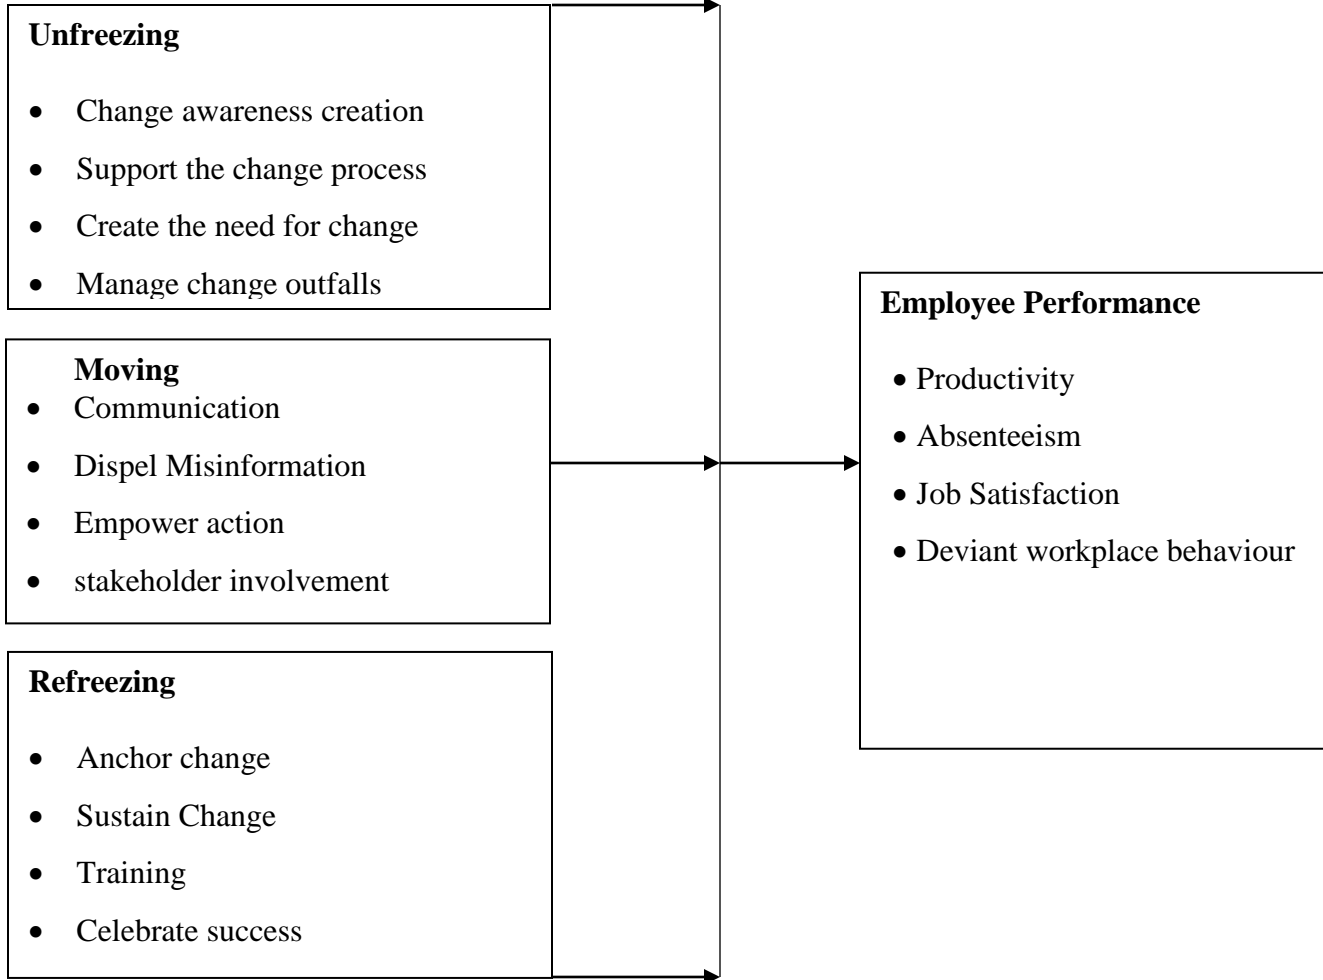 Unfreezing
• Change awareness creation
• Support the change process
• Create the need for change
• Manage change outfalls
Moving
• Communication
• Dispel Misinformation
• Empower action
• stakeholder involvement
Refreezing
• Anchor change
• Sustain Change
• Training
• Celebrate success
Employee Performance
• Productivity
• Absenteeism
• Job Satisfaction
• Deviant workplace behaviour